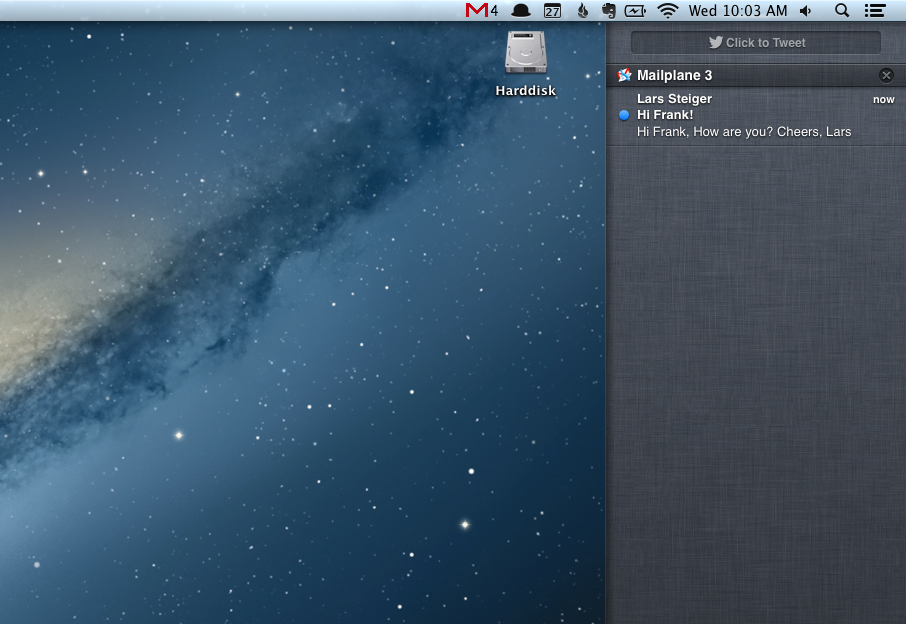 4 27 Wed 10:03 AM
Harddisk
Click to Tweet
Mailplane 3
Lars Steiger now
Hi Frank!
Hi Frank, How are you? Cheers, Lars